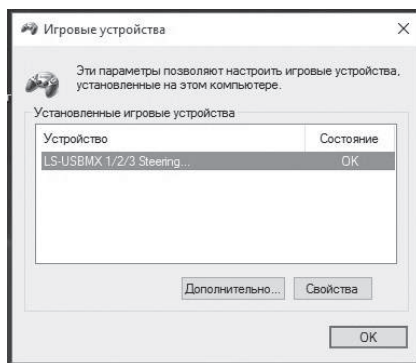 Игровые устройства
Эти параметры позволяют настроить игровые устройства,
установленные на этом компьютере.
Установленные игровые устройства
Устройство Состояние
LS-USBMX 1/2/3 Steering... OK
Дополнительно... Свойства
OK